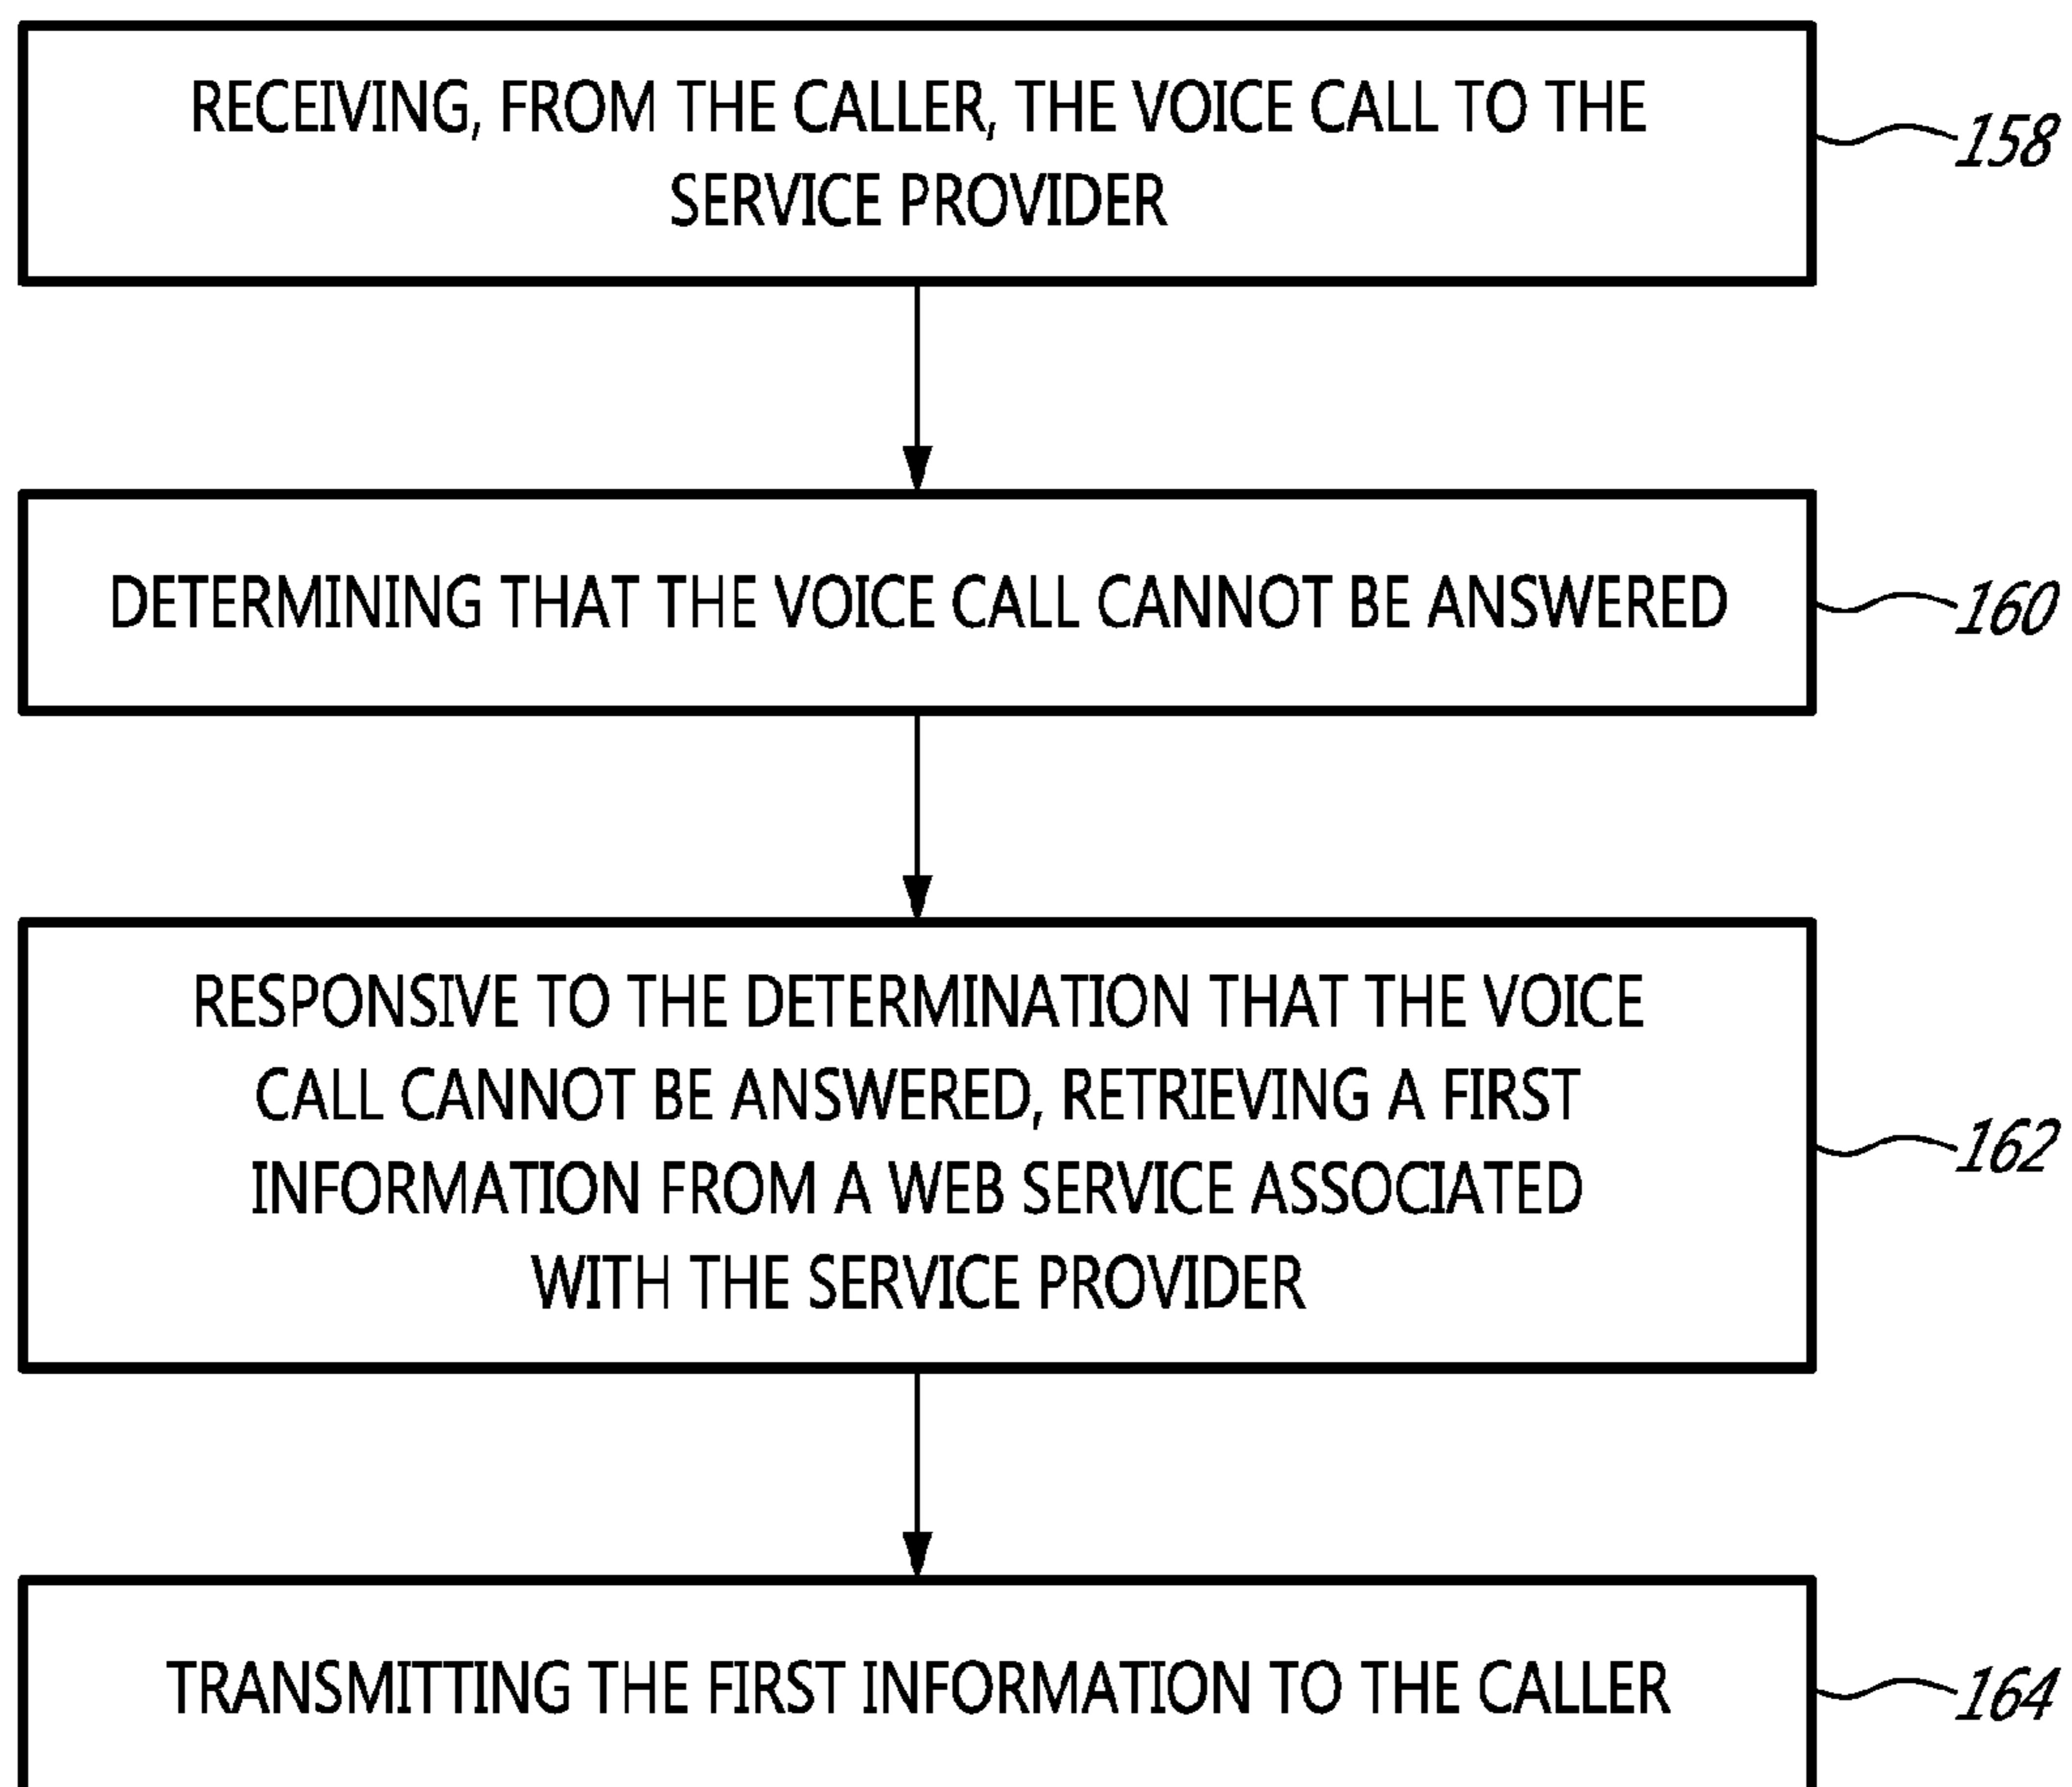 RECEIVING, FROM THE CALLER, THE VOICE CALL TO THE
SERVICE PROVIDER
158
DETERMINING THAT THE VOICE CALL CANNOT BE ANSWERED
160
RESPONSIVE TO THE DETERMINATION THAT THE VOICE
CALL CANNOT BE ANSWERED, RETRIEVING A FIRST
INFORMATION FROM A WEB SERVICE ASSOCIATED
WITH THE SERVICE PROVIDER
162
TRANSMITTING THE FIRST INFORMATION TO THE CALLER
164